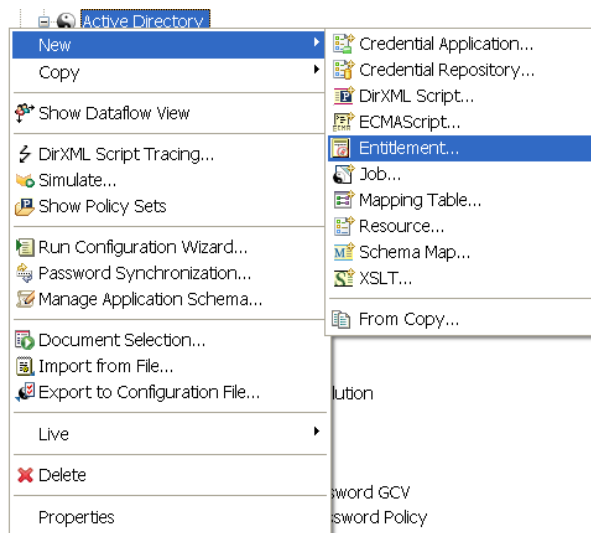 Active Directory
New
Copy
Show Dataflow View
DirXML Script Tracing...
Simulate...
Show Policy Sets
Run Configuration Wizard...
Password Synchronization...
Manage Application Schema...
Document Selection...
Import from File...
Export to Configuration File...
Live
Delete
Properties
Credential Application...
Credential Repository...
DirXML Script...
ECMAScript...
Entitlement...
Job...
Mapping Table...
Resource...
Schema Map...
XSLT...
From Copy...
lution
sword GCV
ssword Policy